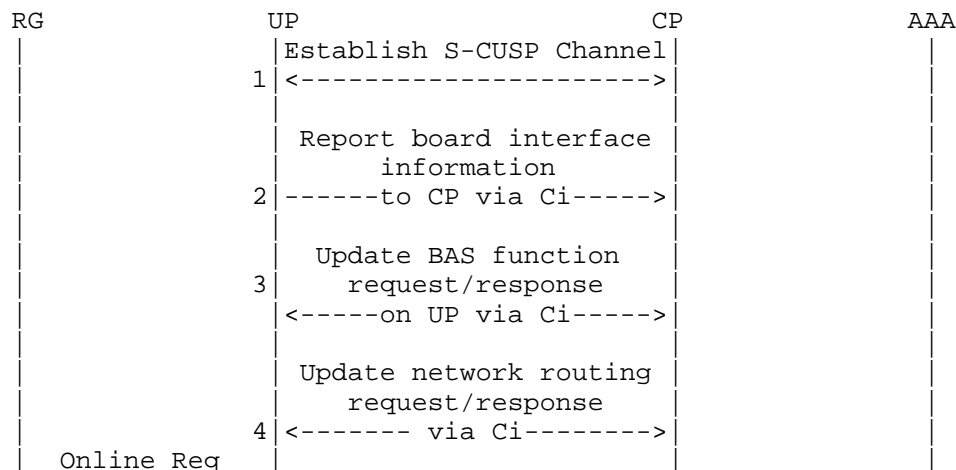 RG UP CP AAA
|Establish S-CUSP Channel|
1|<---------------------->|
Report board interface
information
2|------to CP via Ci----->|
Update BAS function
3| request/response
|<-----on UP via Ci----->|
Update network routing
request/response
4|<------- via Ci-------->|
Online Req